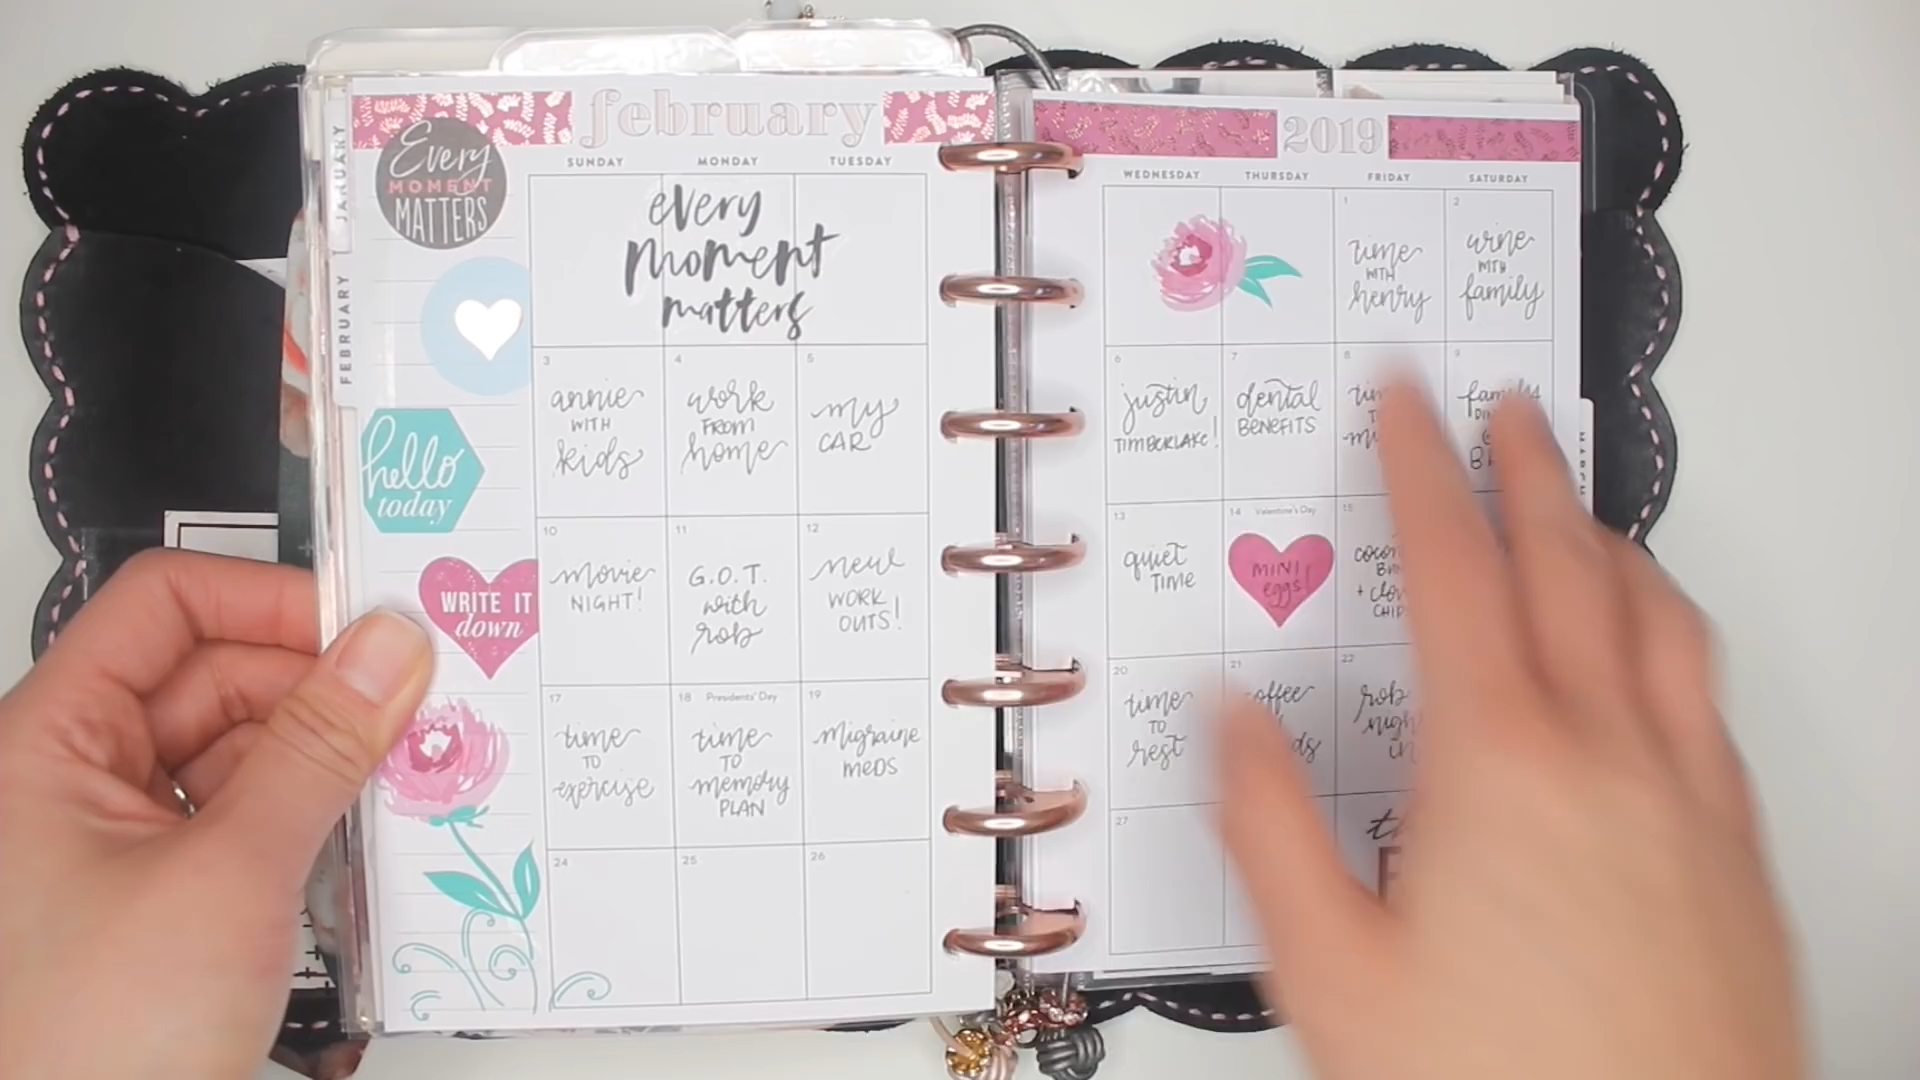 february
2019
JANUARY
FEBRUARY
Every
MOMENT
MATTERS
hello
today
WRITE IT
down
SUNDAY MONDAY TUESDAY
every
moment
matters
3 4 5
annie
WITH
kids
work
FROM
home
my
CAR
10 11 12
movie
NIGHT!
G.O.T.
with
rob
new
WORK
OUTS!
17 18 Presidents' Day 19
time
TO
exercise
time
TO
memory
PLAN
migraine
meds
24 25 26
WEDNESDAY THURSDAY FRIDAY SATURDAY
1 2
time
WITH
henry
wine
WITH
family
6 7 8 9
justin
TIMBERLAKE!
dental
BENEFITS
family
13 14 Valentine's Day 15
quiet
TIME
MINI
eggs!
20 21 22
time
TO
rest
rob
in
27